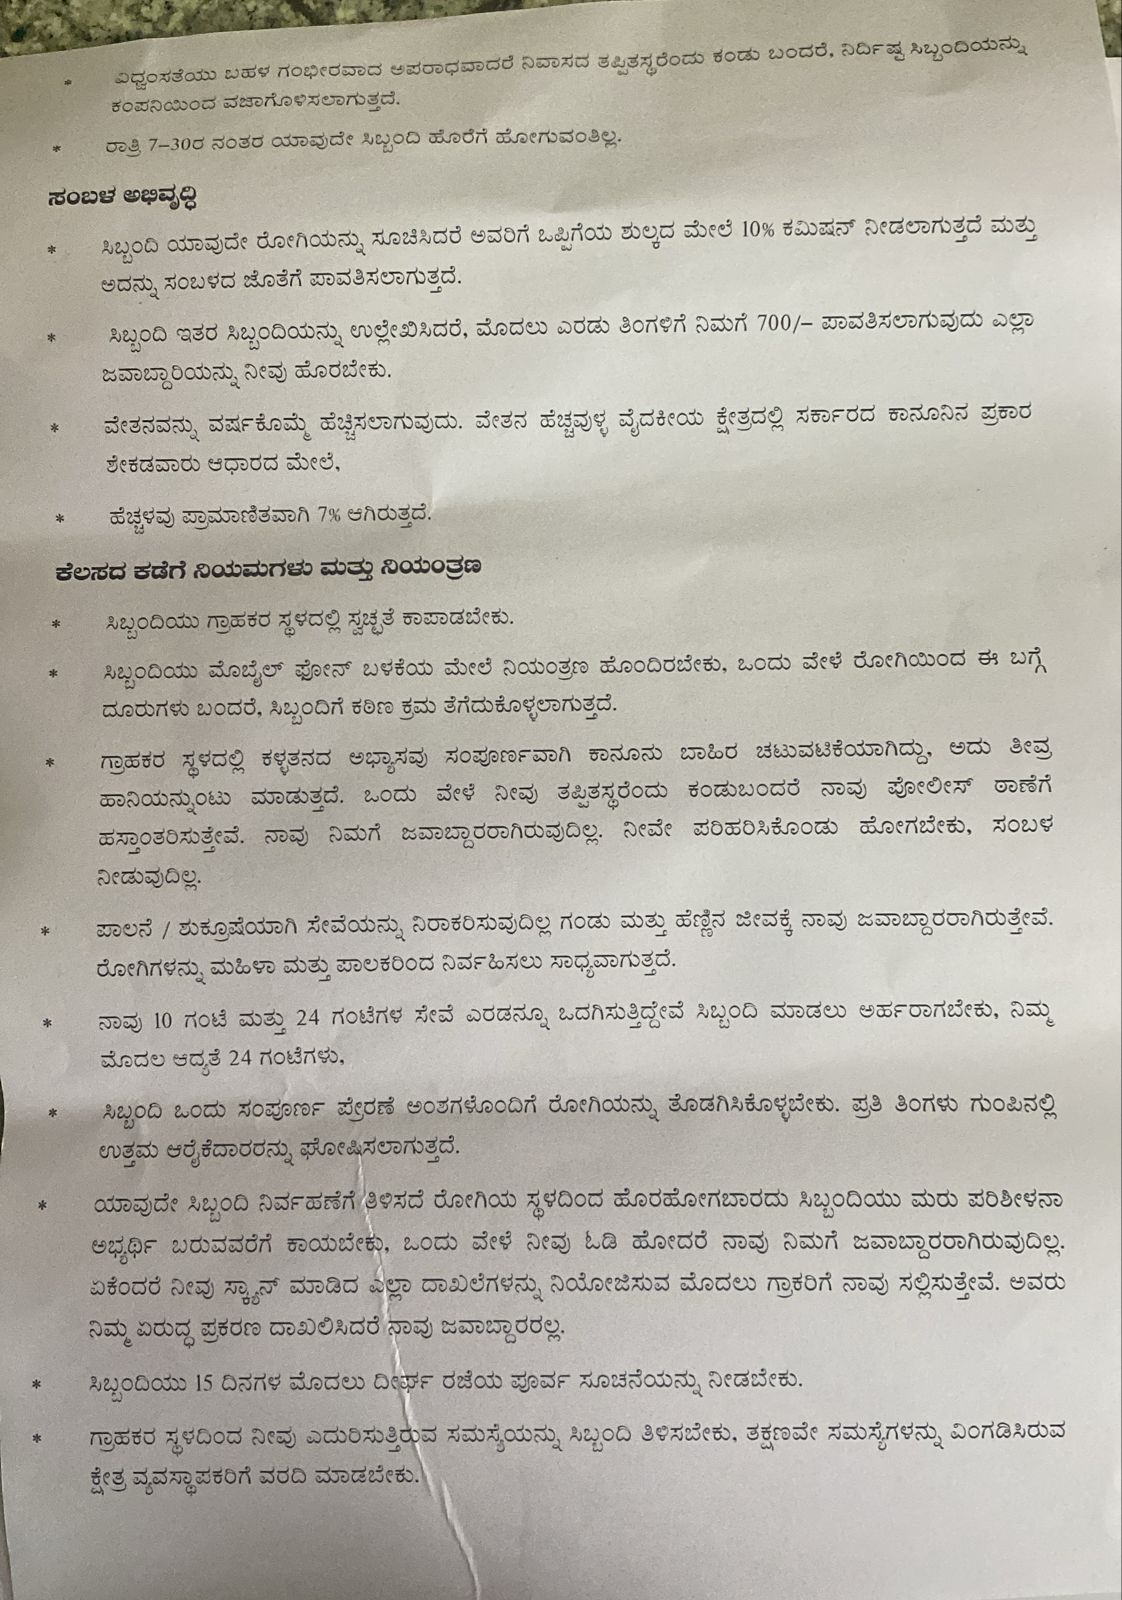 * ವಿಧ್ವಂಸತೆಯು ಬಹಳ ಗಂಭೀರವಾದ ಅಪರಾಧವಾದರೆ ನಿವಾಸದ ತಪ್ಪಿತಸ್ಥರೆಂದು ಕಂಡು ಬಂದರೆ, ನಿರ್ದಿಷ್ಟ ಸಿಬ್ಬಂದಿಯನ್ನು
ಕಂಪನಿಯಿಂದ ವಜಾಗೊಳಿಸಲಾಗುತ್ತದೆ.
* ರಾತ್ರಿ 7–30ರ ನಂತರ ಯಾವುದೇ ಸಿಬ್ಬಂದಿ ಹೊರೆಗೆ ಹೋಗುವಂತಿಲ್ಲ.
ಸಂಬಳ ಅಭಿವೃದ್ಧಿ
* ಸಿಬ್ಬಂದಿ ಯಾವುದೇ ರೋಗಿಯನ್ನು ಸೂಚಿಸಿದರೆ ಅವರಿಗೆ ಒಪ್ಪಿಗೆಯ ಶುಲ್ಕದ ಮೇಲೆ 10% ಕಮಿಷನ್ ನೀಡಲಾಗುತ್ತದೆ ಮತ್ತು
ಅದನ್ನು ಸಂಬಳದ ಜೊತೆಗೆ ಪಾವತಿಸಲಾಗುತ್ತದೆ.
* ಸಿಬ್ಬಂದಿ ಇತರ ಸಿಬ್ಬಂದಿಯನ್ನು ಉಲ್ಲೇಖಿಸಿದರೆ, ಮೊದಲು ಎರಡು ತಿಂಗಳಿಗೆ ನಿಮಗೆ 700/– ಪಾವತಿಸಲಾಗುವುದು ಎಲ್ಲಾ
ಜವಾಬ್ದಾರಿಯನ್ನು ನೀವು ಹೊರಬೇಕು.
* ವೇತನವನ್ನು ವರ್ಷಕೊಮ್ಮೆ ಹೆಚ್ಚಿಸಲಾಗುವುದು. ವೇತನ ಹೆಚ್ಚವುಳ್ಳ ವೈದಕೀಯ ಕ್ಷೇತ್ರದಲ್ಲಿ ಸರ್ಕಾರದ ಕಾನೂನಿನ ಪ್ರಕಾರ
ಶೇಕಡವಾರು ಆಧಾರದ ಮೇಲೆ,
* ಹೆಚ್ಚಳವು ಪ್ರಾಮಾಣಿತವಾಗಿ 7% ಆಗಿರುತ್ತದೆ.
ಕೆಲಸದ ಕಡೆಗೆ ನಿಯಮಗಳು ಮತ್ತು ನಿಯಂತ್ರಣ
* ಸಿಬ್ಬಂದಿಯು ಗ್ರಾಹಕರ ಸ್ಥಳದಲ್ಲಿ ಸ್ವಚ್ಛತೆ ಕಾಪಾಡಬೇಕು.
* ಸಿಬ್ಬಂದಿಯು ಮೊಬೈಲ್ ಫೋನ್ ಬಳಕೆಯ ಮೇಲೆ ನಿಯಂತ್ರಣ ಹೊಂದಿರಬೇಕು, ಒಂದು ವೇಳೆ ರೋಗಿಯಿಂದ ಈ ಬಗ್ಗೆ
ದೂರುಗಳು ಬಂದರೆ, ಸಿಬ್ಬಂದಿಗೆ ಕಠಿಣ ಕ್ರಮ ತೆಗೆದುಕೊಳ್ಳಲಾಗುತ್ತದೆ.
* ಗ್ರಾಹಕರ ಸ್ಥಳದಲ್ಲಿ ಕಳ್ಳತನದ ಅಭ್ಯಾಸವು ಸಂಪೂರ್ಣವಾಗಿ ಕಾನೂನು ಬಾಹಿರ ಚಟುವಟಿಕೆಯಾಗಿದ್ದು, ಅದು ತೀವ್ರ
ಹಾನಿಯನ್ನುಂಟು ಮಾಡುತ್ತದೆ. ಒಂದು ವೇಳೆ ನೀವು ತಪ್ಪಿತಸ್ಥರೆಂದು ಕಂಡುಬಂದರೆ ನಾವು ಪೋಲೀಸ್ ಠಾಣೆಗೆ
ಹಸ್ತಾಂತರಿಸುತ್ತೇವೆ. ನಾವು ನಿಮಗೆ ಜವಾಬ್ದಾರರಾಗಿರುವುದಿಲ್ಲ. ನೀವೇ ಪರಿಹರಿಸಿಕೊಂಡು ಹೋಗಬೇಕು, ಸಂಬಳ
ನೀಡುವುದಿಲ್ಲ.
* ಪಾಲನೆ / ಶುಕ್ರೂಷೆಯಾಗಿ ಸೇವೆಯನ್ನು ನಿರಾಕರಿಸುವುದಿಲ್ಲ ಗಂಡು ಮತ್ತು ಹೆಣ್ಣಿನ ಜೀವಕ್ಕೆ ನಾವು ಜವಾಬ್ದಾರರಾಗಿರುತ್ತೇವೆ.
ರೋಗಿಗಳನ್ನು ಮಹಿಳಾ ಮತ್ತು ಪಾಲಕರಿಂದ ನಿರ್ವಹಿಸಲು ಸಾಧ್ಯವಾಗುತ್ತದೆ.
* ನಾವು 10 ಗಂಟೆ ಮತ್ತು 24 ಗಂಟೆಗಳ ಸೇವೆ ಎರಡನ್ನೂ ಒದಗಿಸುತ್ತಿದ್ದೇವೆ ಸಿಬ್ಬಂದಿ ಮಾಡಲು ಅರ್ಹರಾಗಬೇಕು, ನಿಮ್ಮ
ಮೊದಲ ಆದ್ಯತೆ 24 ಗಂಟೆಗಳು,
* ಸಿಬ್ಬಂದಿ ಒಂದು ಸಂಪೂರ್ಣ ಪ್ರೇರಣೆ ಅಂಶಗಳೊಂದಿಗೆ ರೋಗಿಯನ್ನು ತೊಡಗಿಸಿಕೊಳ್ಳಬೇಕು. ಪ್ರತಿ ತಿಂಗಳು ಗುಂಪಿನಲ್ಲಿ
ಉತ್ತಮ ಆರೈಕೆದಾರರನ್ನು ಘೋಷಿಸಲಾಗುತ್ತದೆ.
* ಯಾವುದೇ ಸಿಬ್ಬಂದಿ ನಿರ್ವಹಣೆಗೆ ತಿಳಿಸದೆ ರೋಗಿಯ ಸ್ಥಳದಿಂದ ಹೊರಹೋಗಬಾರದು ಸಿಬ್ಬಂದಿಯು ಮರು ಪರಿಶೀಳನಾ
ಅಭ್ಯರ್ಥಿ ಬರುವವರೆಗೆ ಕಾಯಬೇಕು, ಒಂದು ವೇಳೆ ನೀವು ಓಡಿ ಹೋದರೆ ನಾವು ನಿಮಗೆ ಜವಾಬ್ದಾರರಾಗಿರುವುದಿಲ್ಲ.
ಏಕೆಂದರೆ ನೀವು ಸ್ಕ್ಯಾನ್ ಮಾಡಿದ ಎಲ್ಲಾ ದಾಖಲೆಗಳನ್ನು ನಿಯೋಜಿಸುವ ಮೊದಲು ಗ್ರಾಕರಿಗೆ ನಾವು ಸಲ್ಲಿಸುತ್ತೇವೆ. ಅವರು
ನಿಮ್ಮ ಏರುದ್ಧ ಪ್ರಕರಣ ದಾಖಲಿಸಿದರೆ ನಾವು ಜವಾಬ್ದಾರರಲ್ಲ.
* ಸಿಬ್ಬಂದಿಯು 15 ದಿನಗಳ ಮೊದಲು ದೀರ್ಘ ರಜೆಯ ಪೂರ್ವ ಸೂಚನೆಯನ್ನು ನೀಡಬೇಕು.
* ಗ್ರಾಹಕರ ಸ್ಥಳದಿಂದ ನೀವು ಎದುರಿಸುತ್ತಿರುವ ಸಮಸ್ಯೆಯನ್ನು ಸಿಬ್ಬಂದಿ ತಿಳಿಸಬೇಕು, ತಕ್ಷಣವೇ ಸಮಸ್ಯೆಗಳನ್ನು ವಿಂಗಡಿಸಿರುವ
ಕ್ಷೇತ್ರ ವ್ಯವಸ್ಥಾಪಕರಿಗೆ ವರದಿ ಮಾಡಬೇಕು.